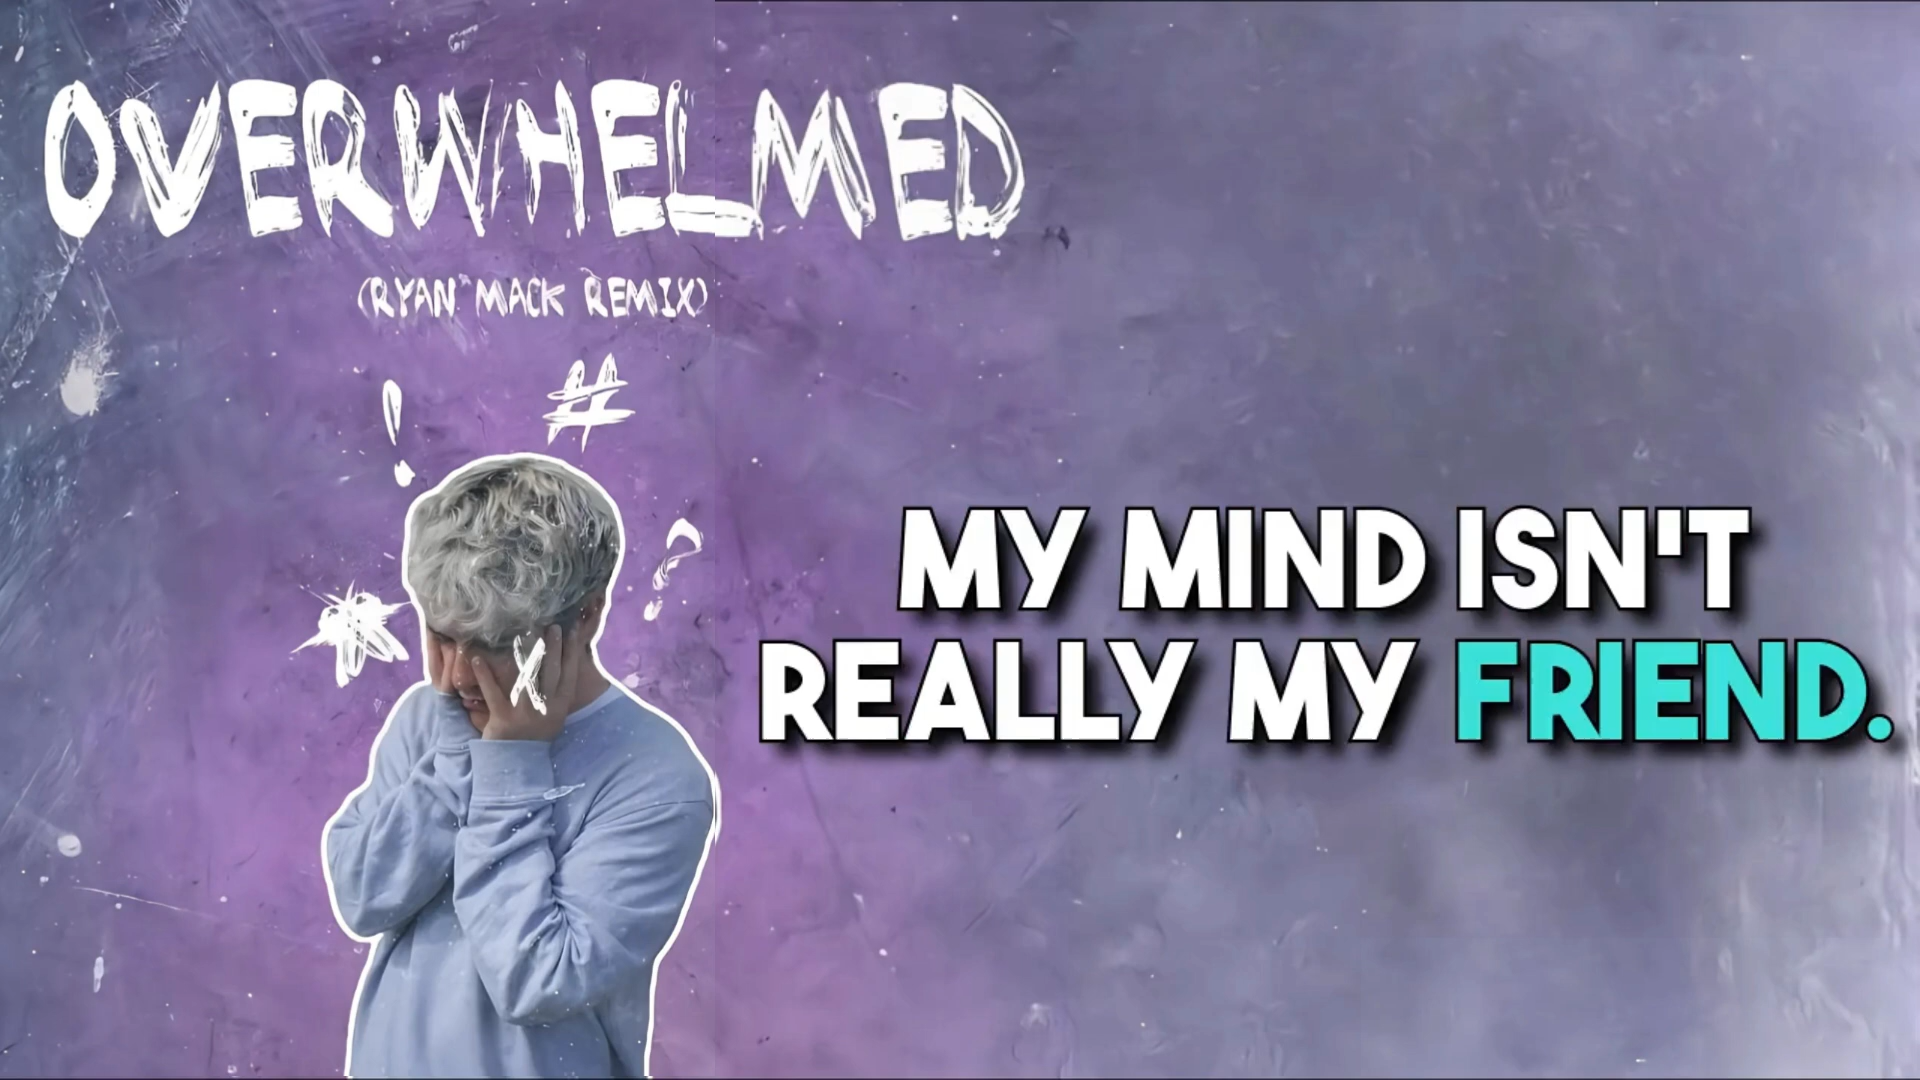 OVERWHELMED
(RYAN MACK REMIX)
! #
?
X
MY MIND ISN'T
REALLY MY FRIEND.